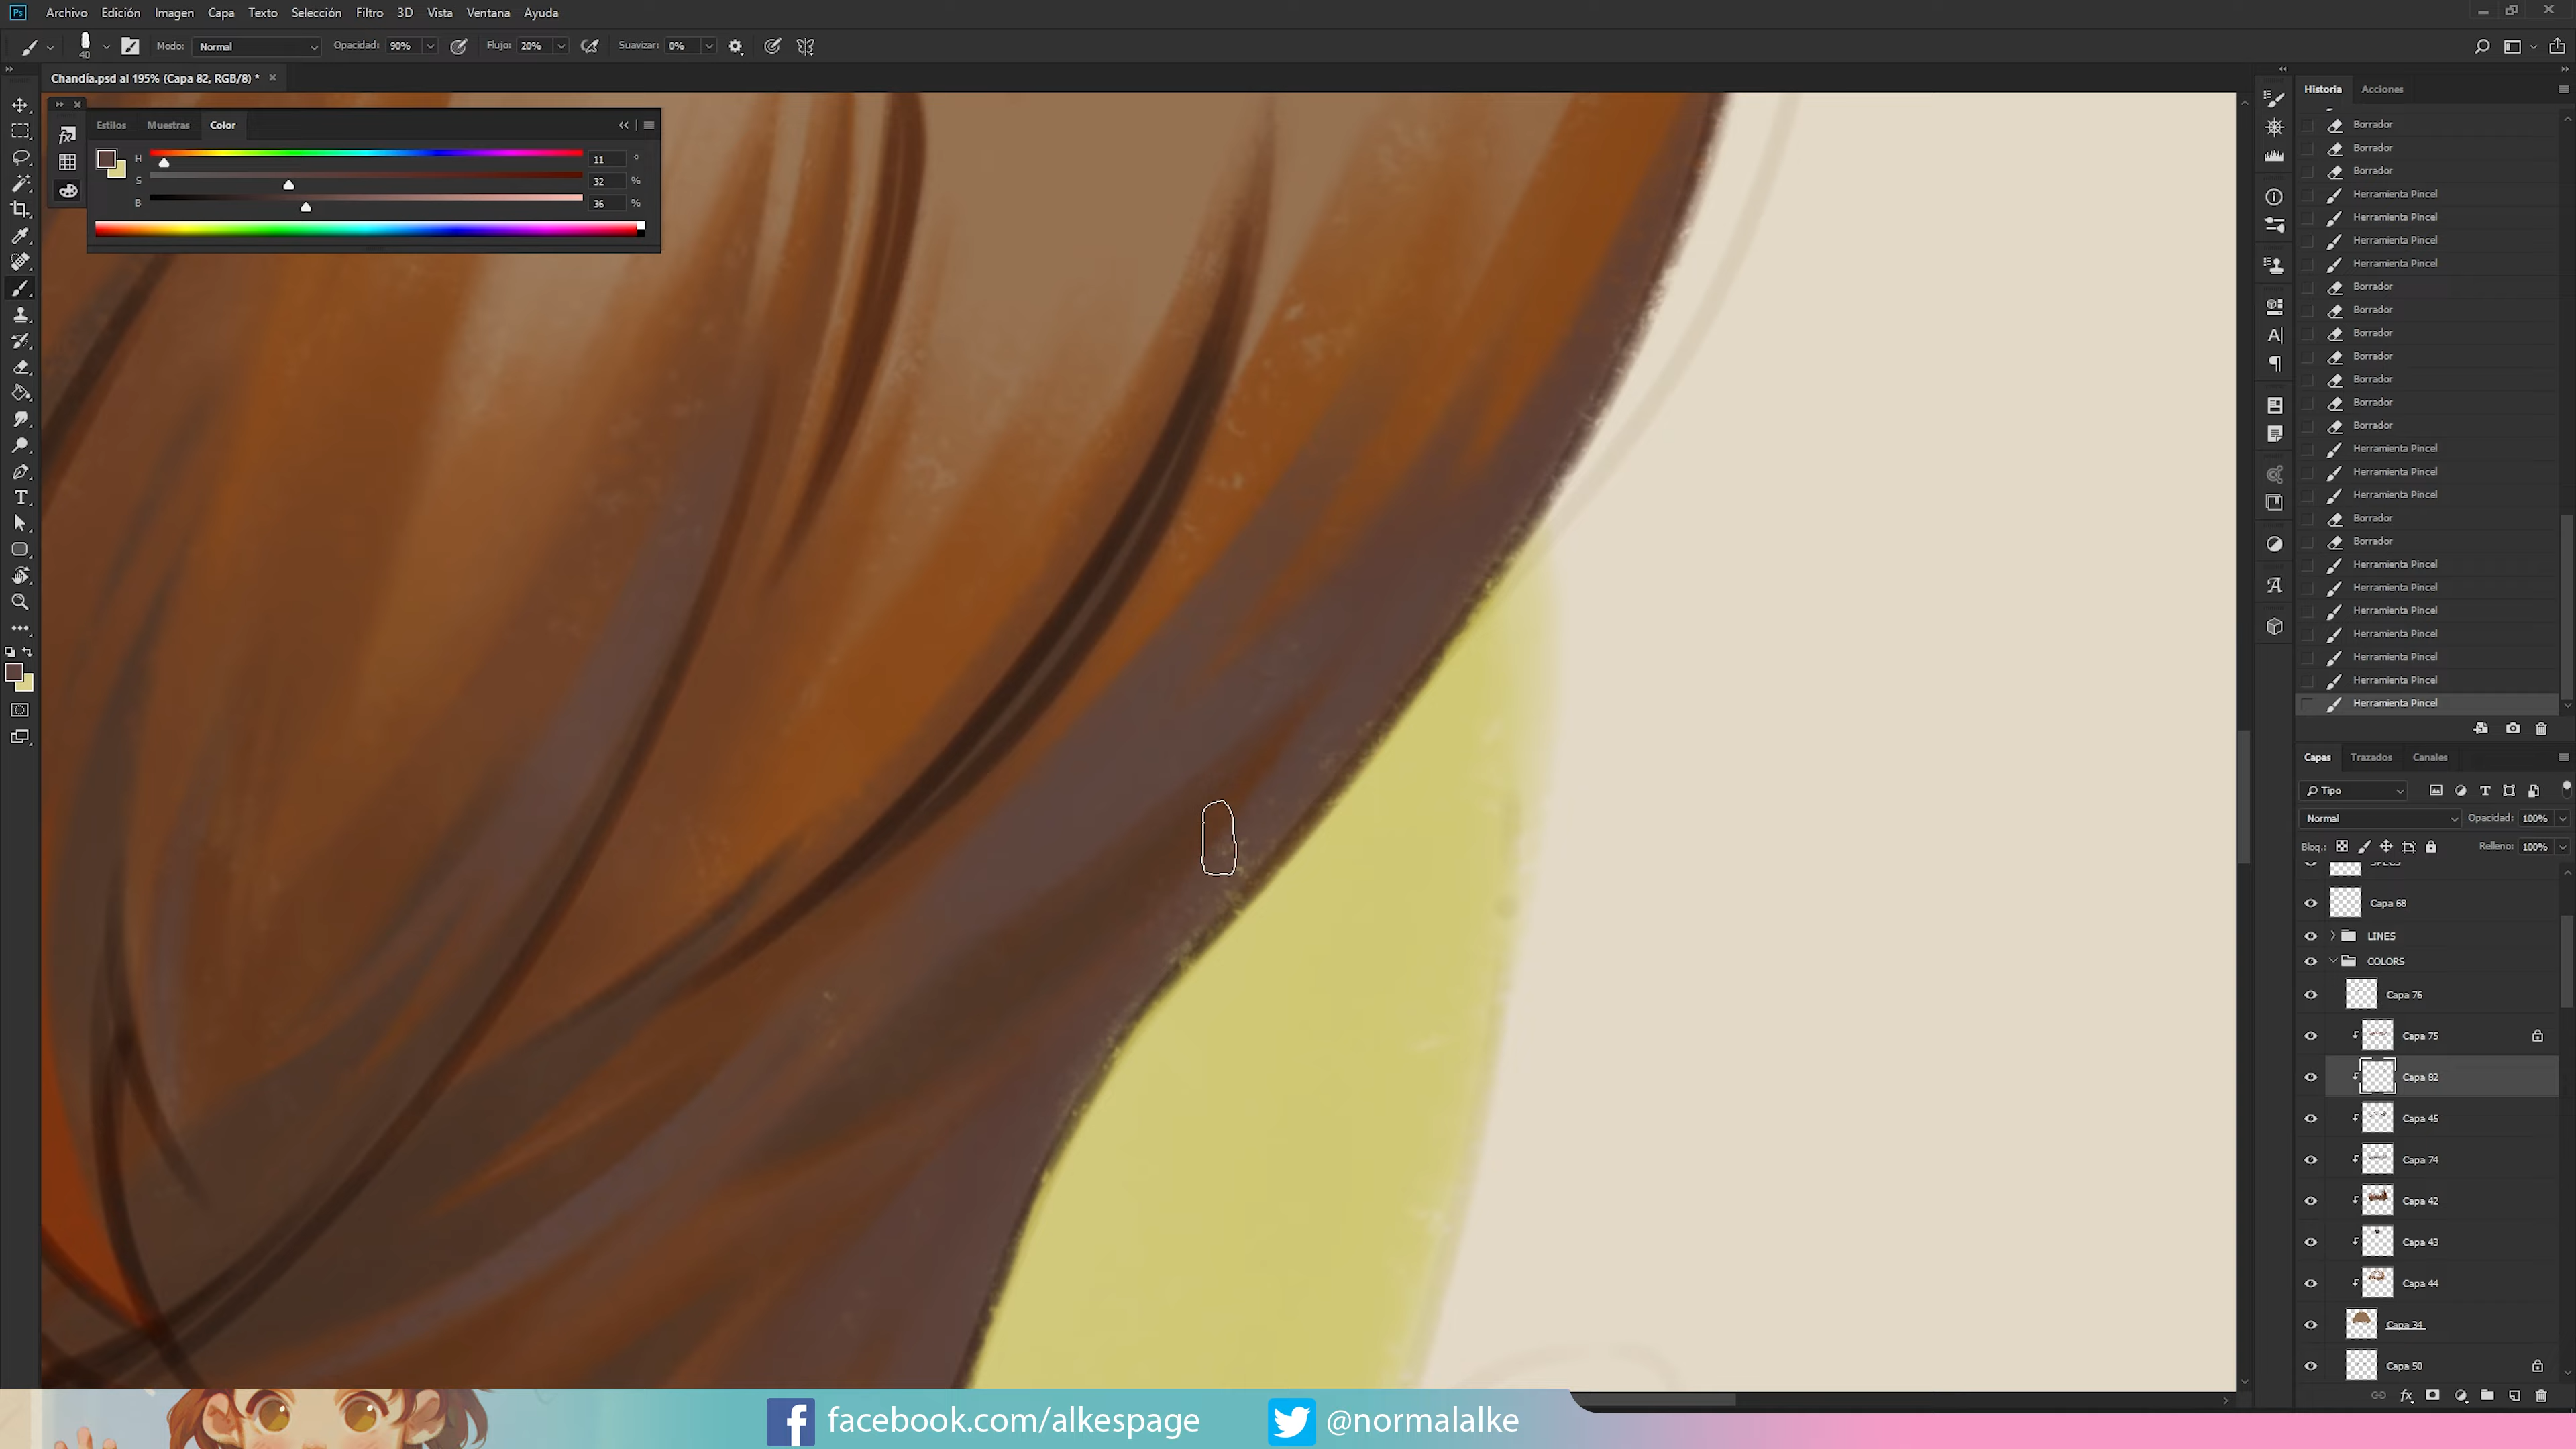 Ps Archivo Edición Imagen Capa Texto Selección Filtro 3D Vista Ventana Ayuda
40 Modo: Normal Opacidad: 90% Flujo: 20% Suavizar: 0%
Chandía.psd al 195% (Capa 82, RGB/8) *
Estilos Muestras Color
H 11 °
S 32 %
B 36 %
Historia Acciones
Borrador
Borrador
Borrador
Herramienta Pincel
Herramienta Pincel
Herramienta Pincel
Herramienta Pincel
Borrador
Borrador
Borrador
Borrador
Borrador
Borrador
Borrador
Herramienta Pincel
Herramienta Pincel
Herramienta Pincel
Borrador
Borrador
Herramienta Pincel
Herramienta Pincel
Herramienta Pincel
Herramienta Pincel
Herramienta Pincel
Herramienta Pincel
Herramienta Pincel
Capas Trazados Canales
Tipo
Normal Opacidad: 100%
Bloq.: Relleno: 100%
Capa 68
LINES
COLORS
Capa 76
Capa 75
Capa 82
Capa 45
Capa 74
Capa 42
Capa 43
Capa 44
Capa 34
Capa 50
facebook.com/alkespage @normalalke